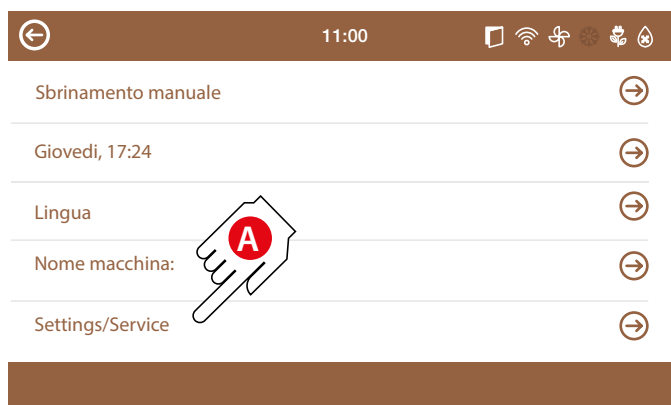 11:00
Sbrinamento manuale
Giovedi, 17:24
Lingua
A
Nome macchina:
Settings/Service